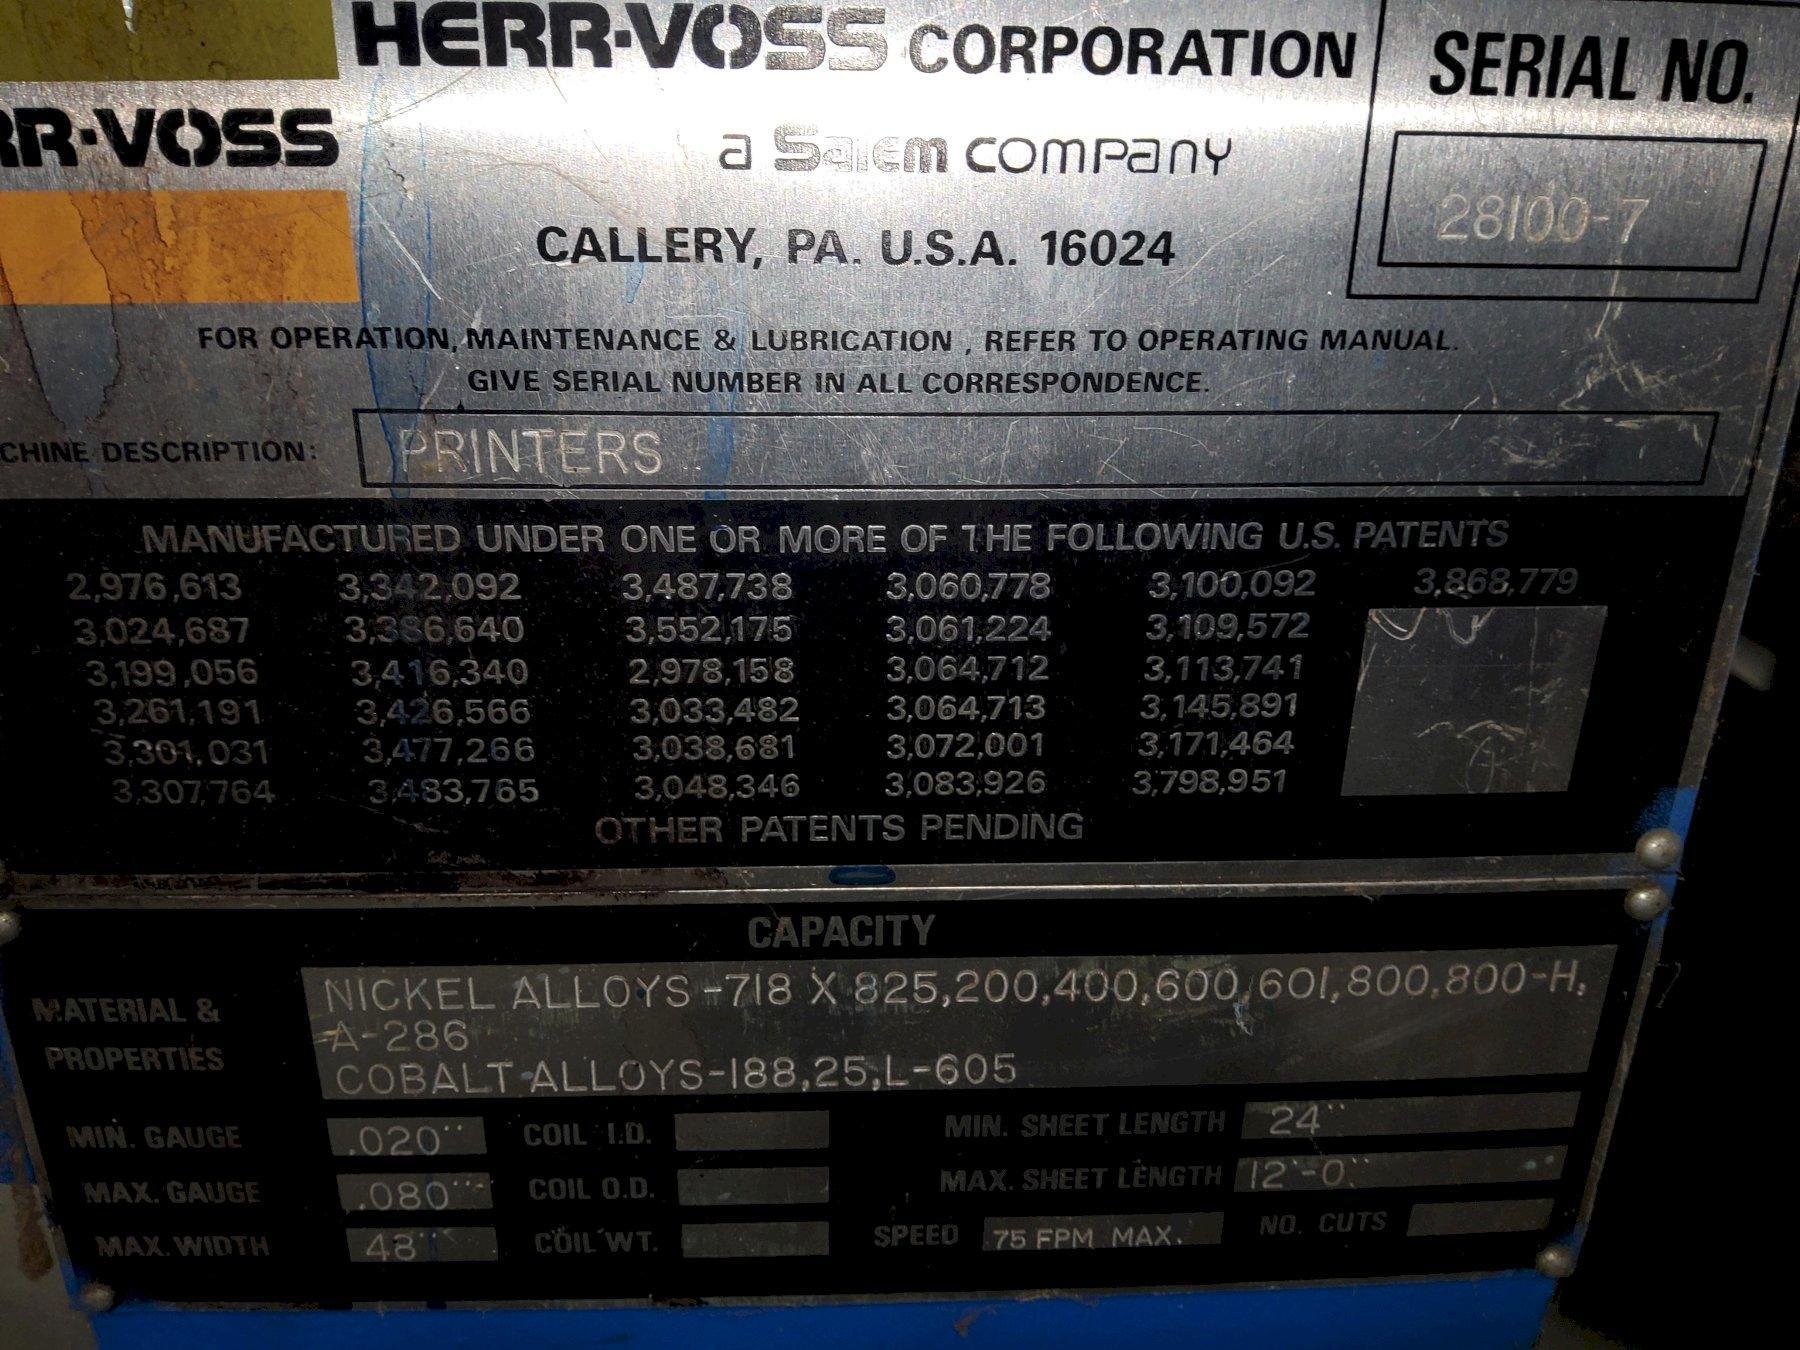 HERR-VOSS CORPORATION
SERIAL NO.
RR-VOSS
a Salem company
28100-7
CALLERY, PA. U.S.A. 16024
FOR OPERATION, MAINTENANCE & LUBRICATION , REFER TO OPERATING MANUAL.
GIVE SERIAL NUMBER IN ALL CORRESPONDENCE.
CHINE DESCRIPTION: PRINTERS
MANUFACTURED UNDER ONE OR MORE OF THE FOLLOWING U.S. PATENTS
2,976,613 3,342,092 3,487,738 3,060,778 3,100,092 3,868,779
3,024,687 3,386,640 3,552,175 3,061,224 3,109,572
3,199,056 3,416,340 2,978,158 3,064,712 3,113,741
3,261,191 3,426,566 3,033,482 3,064,713 3,145,891
3,301,031 3,477,266 3,038,681 3,072,001 3,171,464
3,307,764 3,483,765 3,048,346 3,083,926 3,798,951
OTHER PATENTS PENDING
CAPACITY
MATERIAL & PROPERTIES
NICKEL ALLOYS-718 X 825,200,400,600,601,800,800-H,
A-286
COBALT ALLOYS-188,25,L-605
MIN. GAUGE .020" COIL I.D. MIN. SHEET LENGTH 24"
MAX. GAUGE .080" COIL O.D. MAX. SHEET LENGTH 12'-0"
MAX. WIDTH 48" COIL WT. SPEED 75 FPM MAX. NO. CUTS